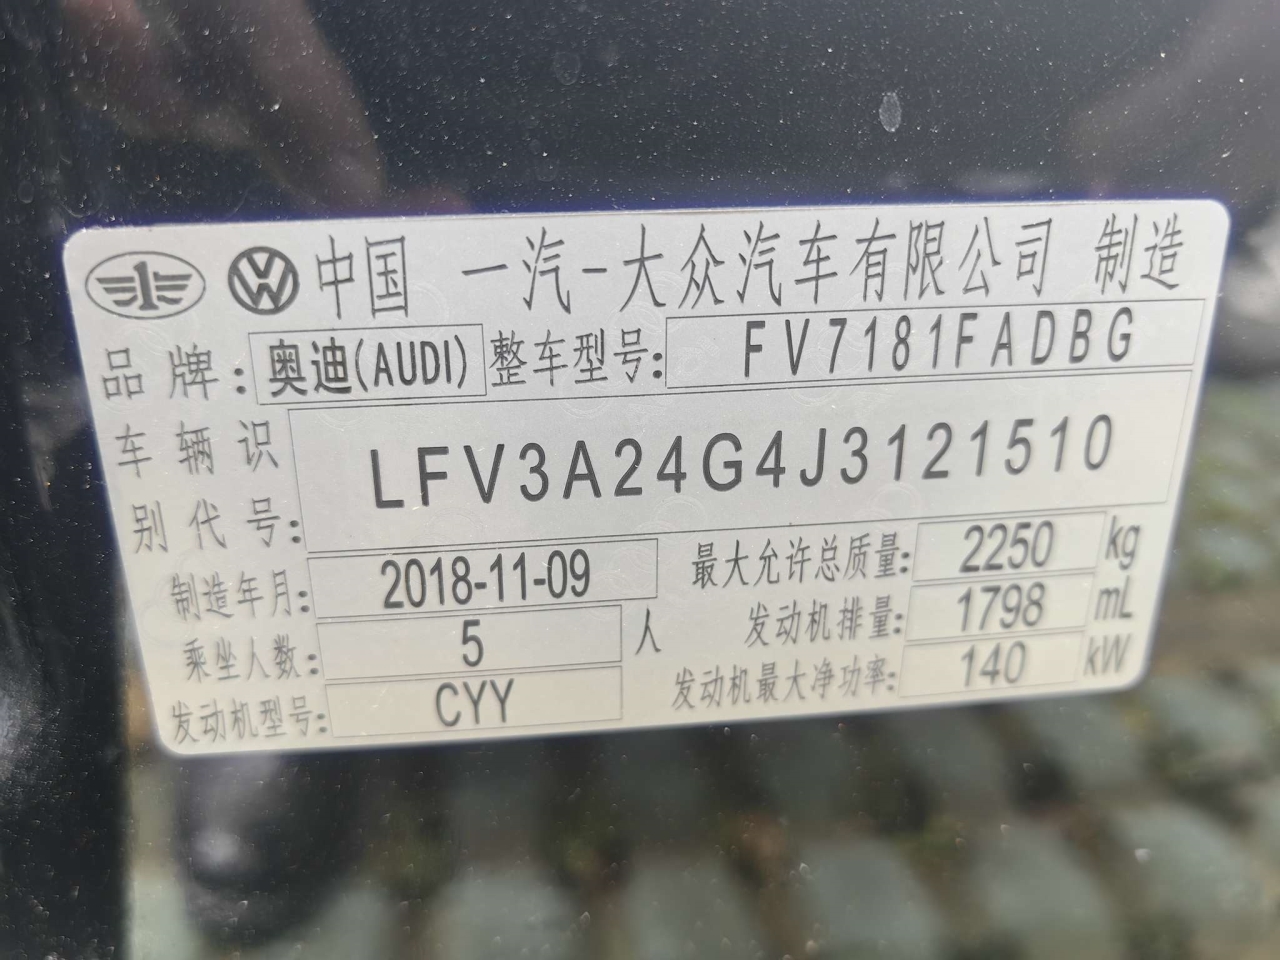 中国 一汽-大众汽车有限公司 制造
品牌: 奥迪(AUDI) 整车型号: FV7181FADBG
车辆识别代号: LFV3A24G4J3121510
制造年月: 2018-11-09 最大允许总质量: 2250 kg
乘坐人数: 5 人 发动机排量: 1798 mL
发动机型号: CYY 发动机最大净功率: 140 kW